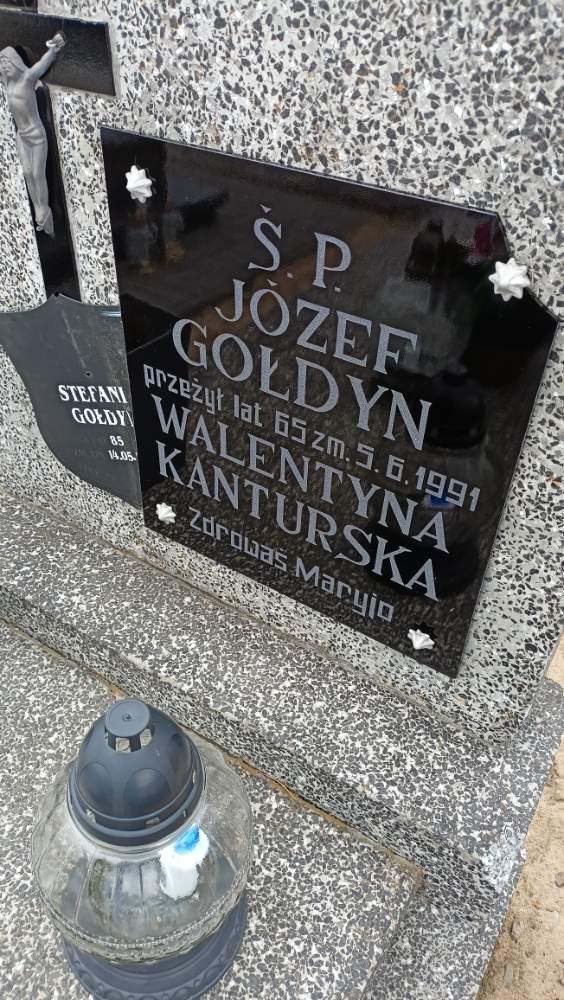 Ś. P.
JÓZEF
GOŁDYN
przeżył lat 65 zm. 5. 6. 1991
WALENTYNA
KANTURSKA
Zdrowaś Maryjo
STEFANI
GOŁDY
85
14.05.